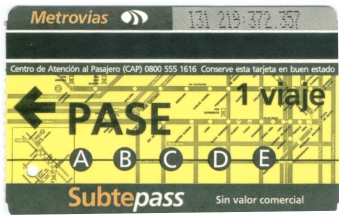 Metrovias 131 219:372.357
Centro de Atención al Pasajero (CAP) 0800 555 1616 Conserve esta tarjeta en buen estado
1 viaje
PASE
A B C D E
Subtepass Sin valor comercial